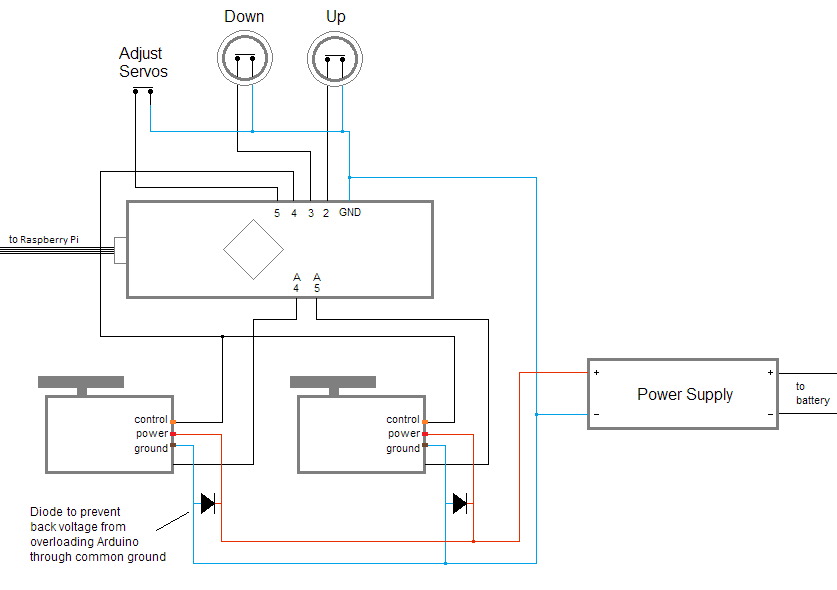 Down
Up
Adjust
Servos
5 4 3 2 GND
to Raspberry Pi
A A
4 5
control
power
ground
control
power
ground
+ +
Power Supply
− −
to
battery
Diode to prevent
back voltage from
overloading Arduino
through common ground